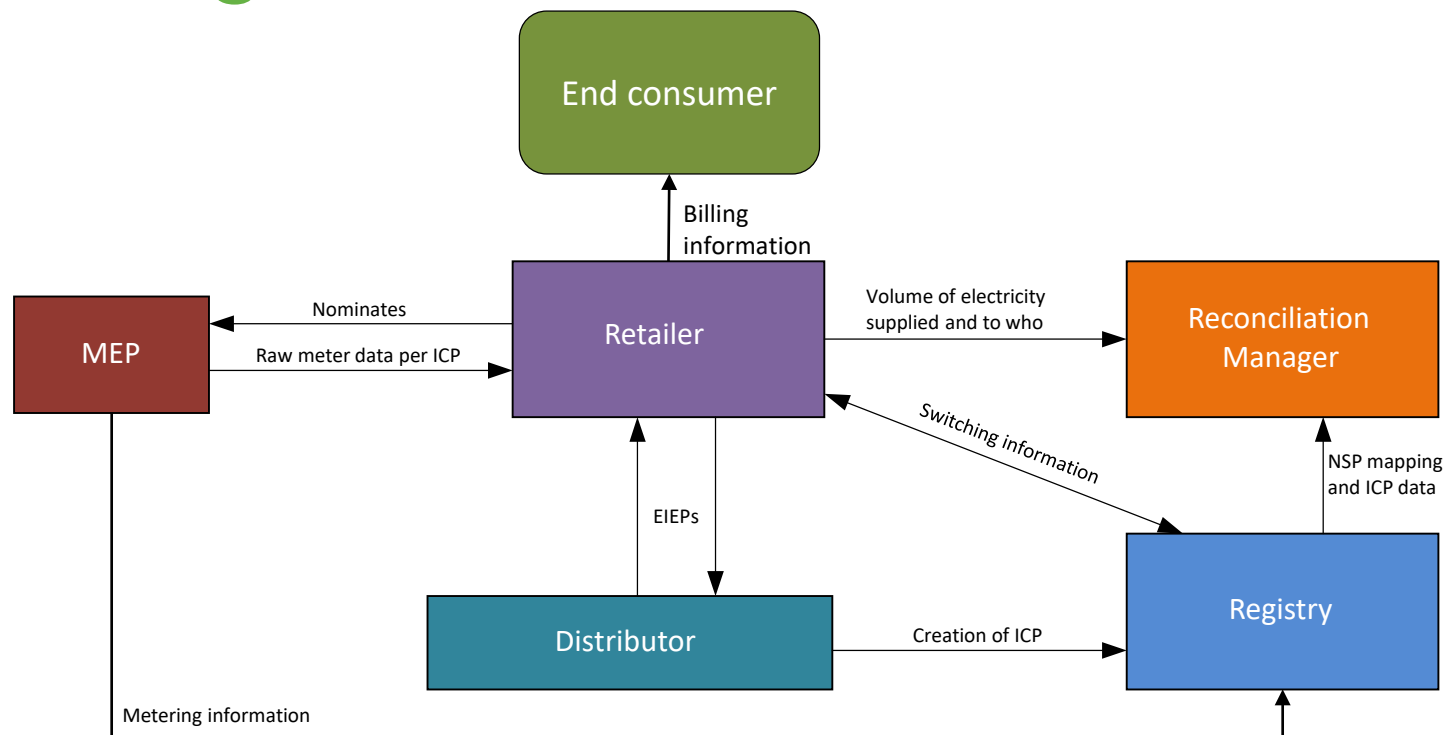 End consumer
Billing
information
MEP
Nominates
Raw meter data per ICP
Retailer
Volume of electricity
supplied and to who
Reconciliation
Manager
Switching information
NSP mapping
and ICP data
EIEPs
Distributor
Creation of ICP
Registry
Metering information